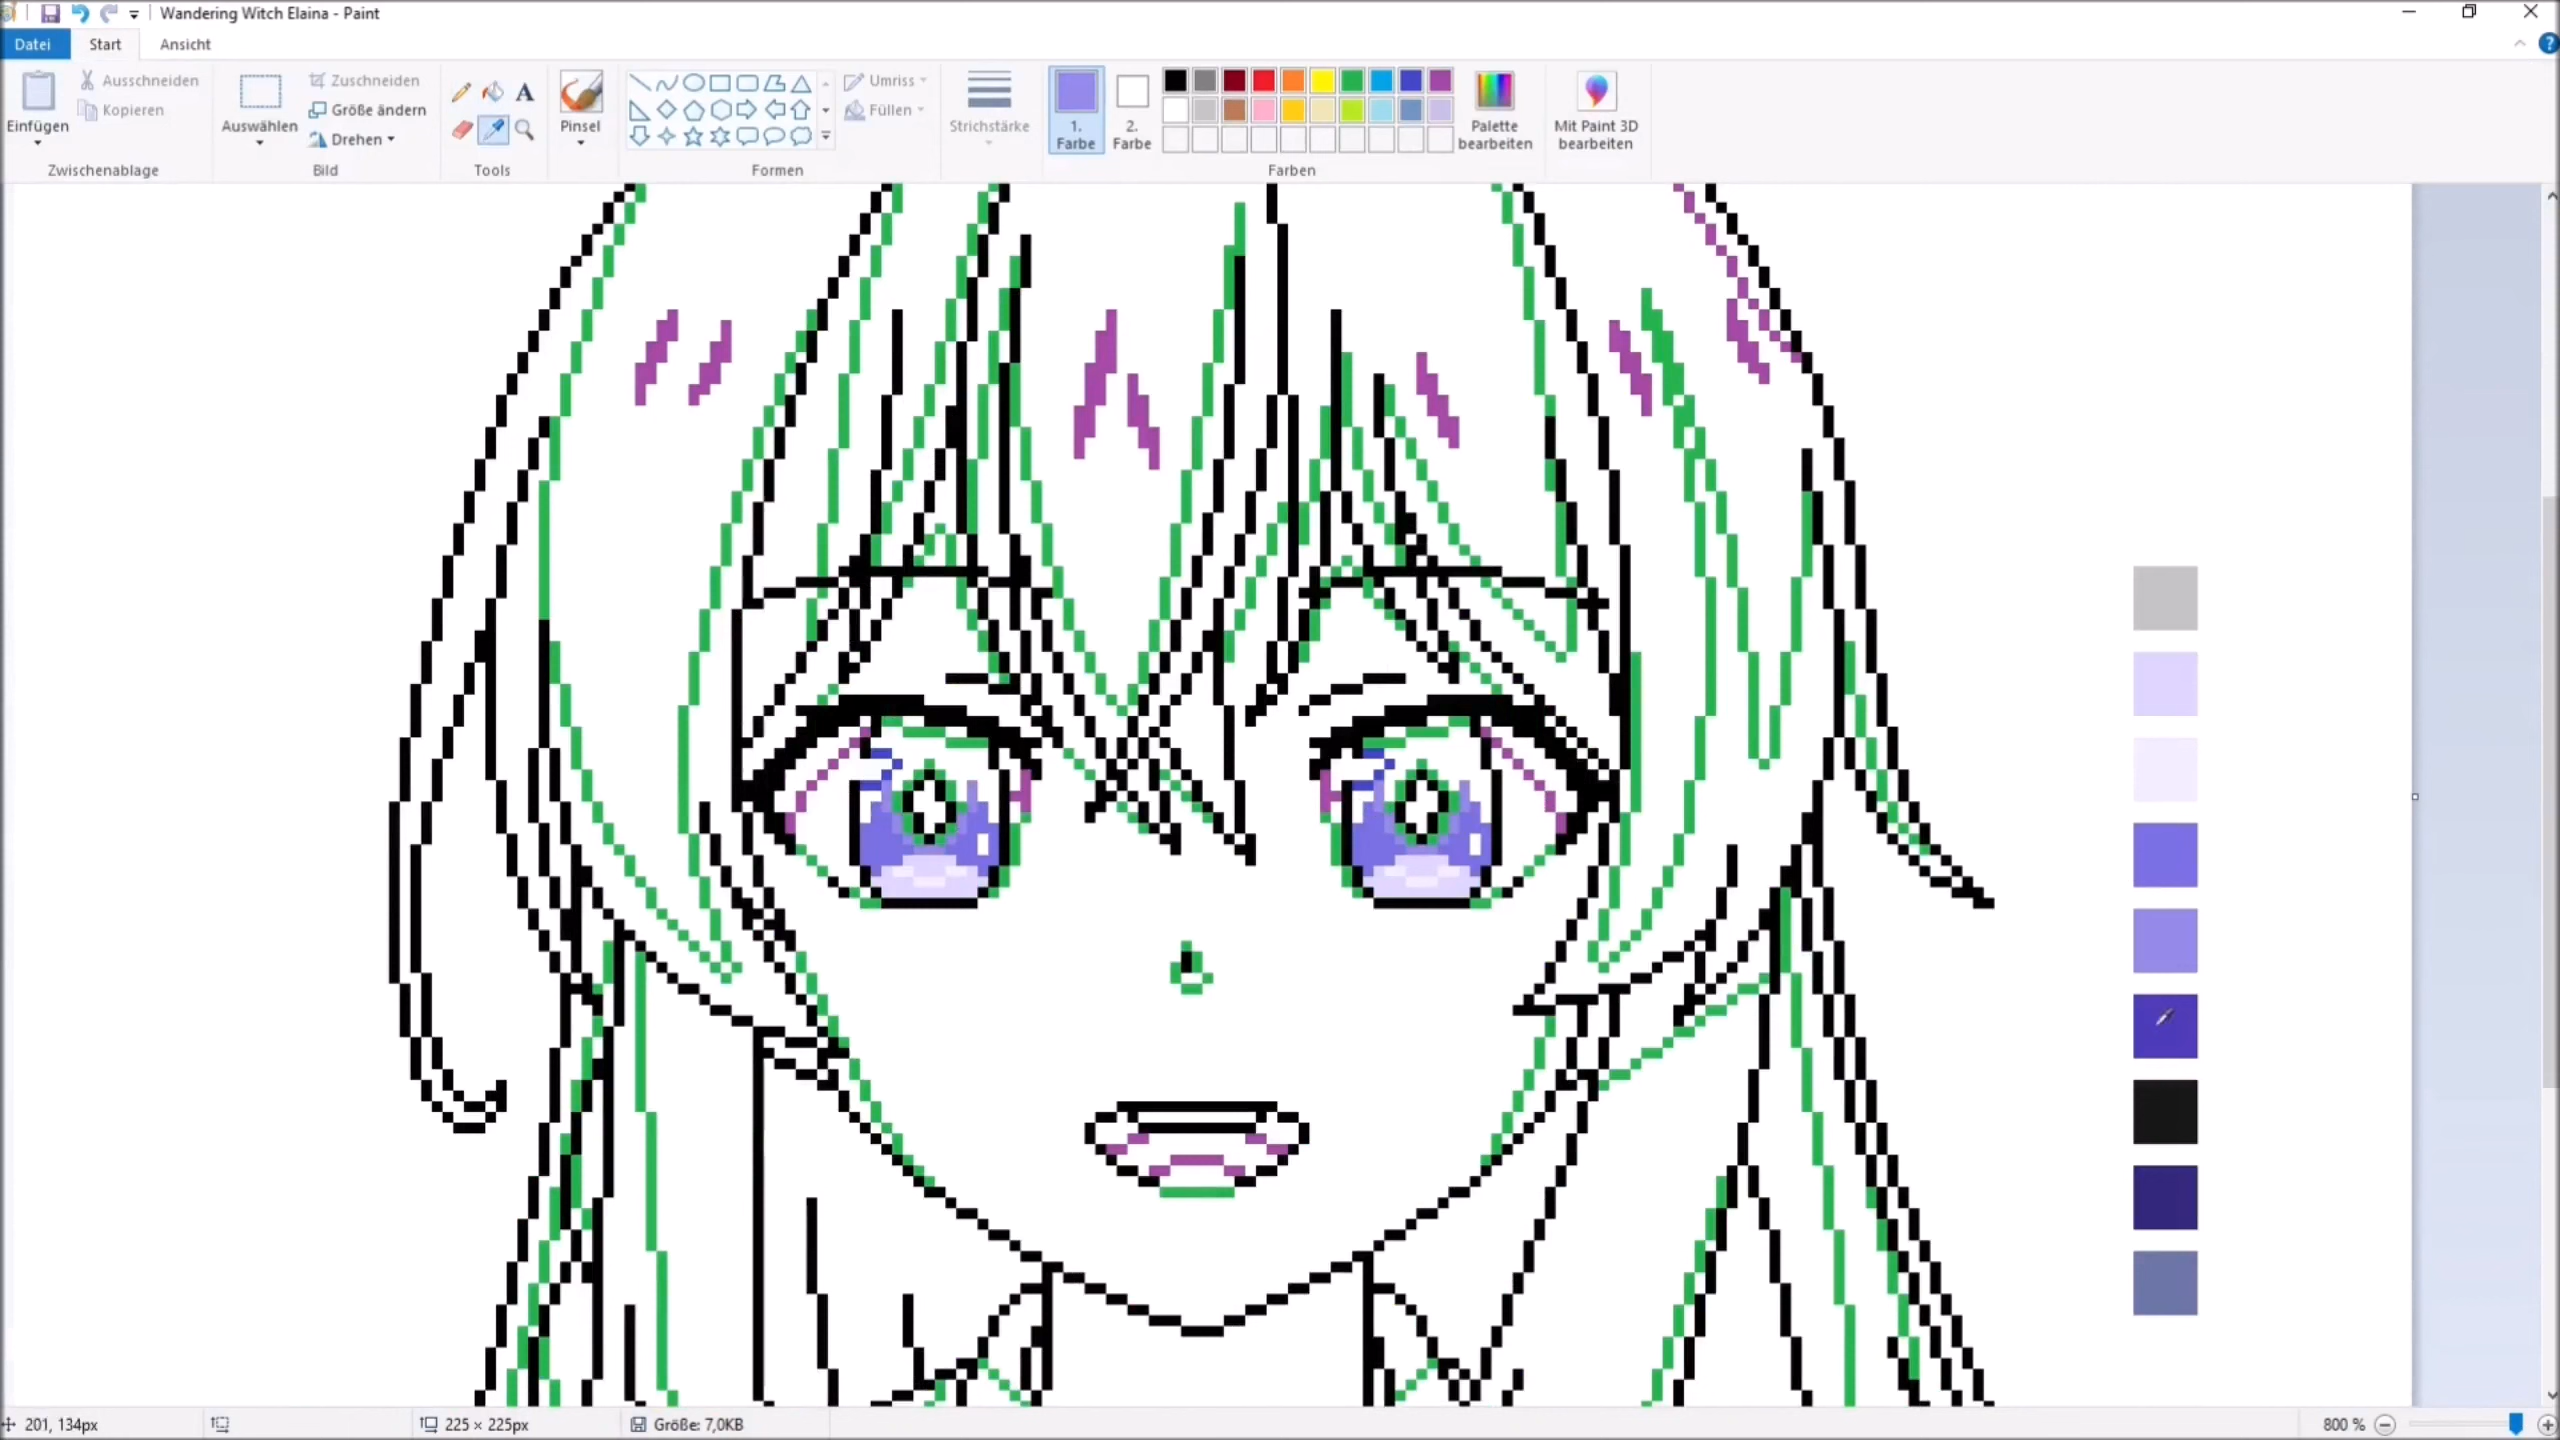 Wandering Witch Elaina - Paint
Datei Start Ansicht
Einfügen
Ausschneiden
Kopieren
Zwischenablage
Auswählen
Zuschneiden
Größe ändern
Drehen
Bild
A
Tools
Pinsel
Umriss
Füllen
Formen
Strichstärke
1. Farbe
2. Farbe
Farben
Palette bearbeiten
Mit Paint 3D bearbeiten
201, 134px
225 × 225px
Größe: 7,0KB
800 %